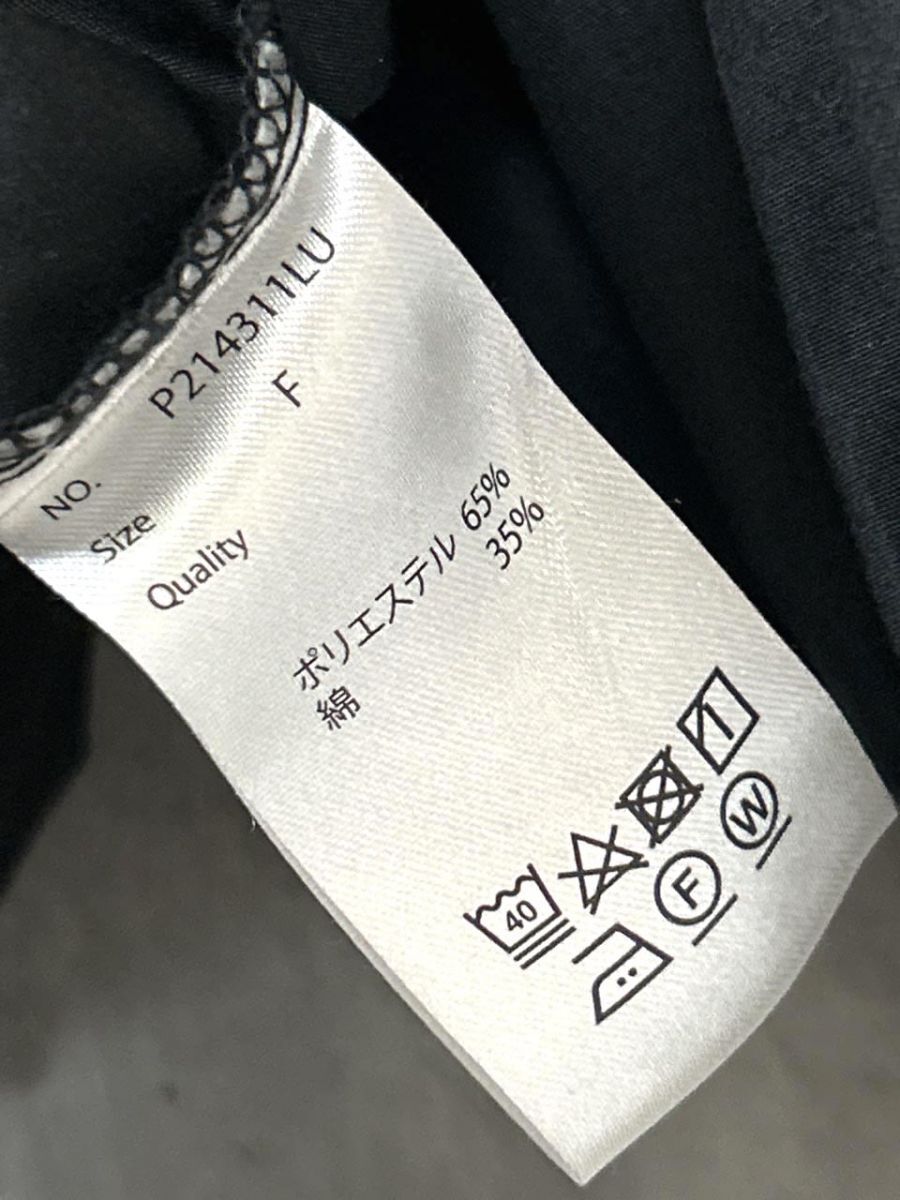 NO. P214311LU
Size F
Quality
ポリエステル 65%
綿 35%
40
F
W